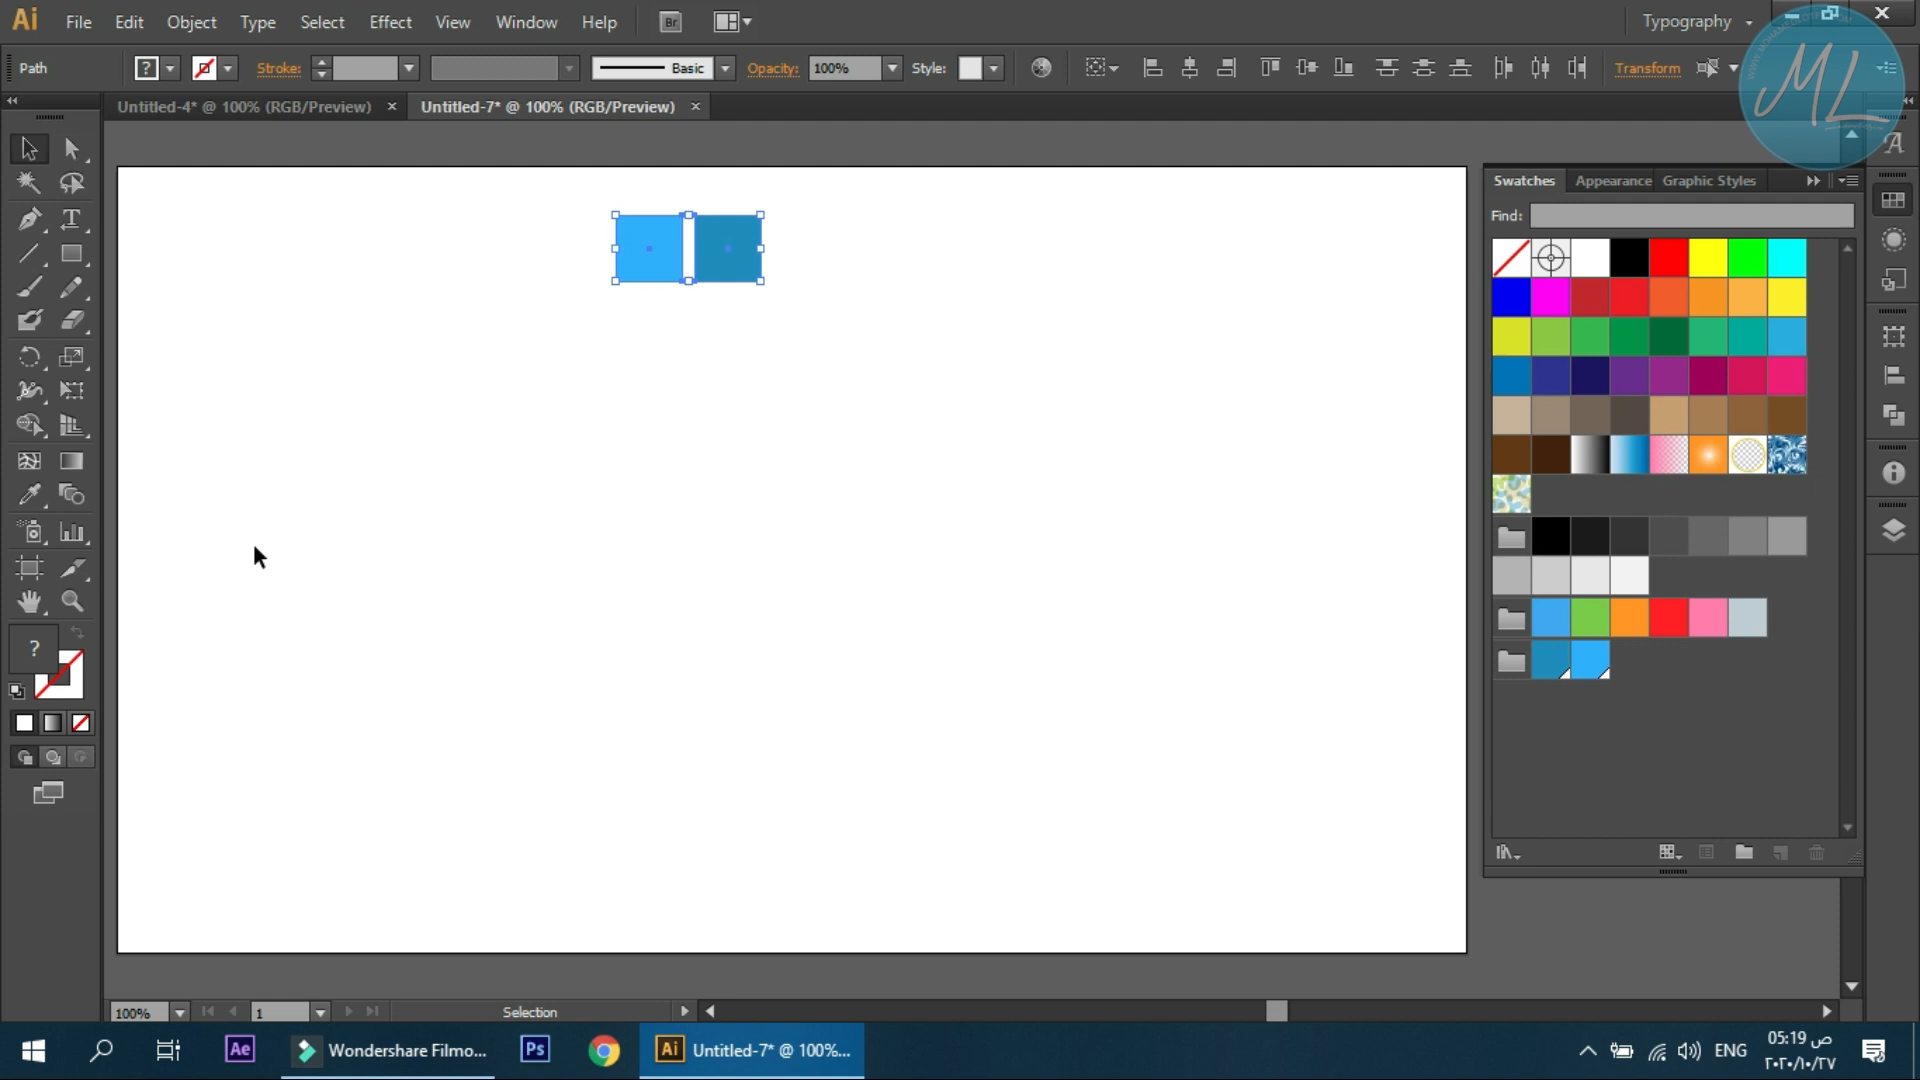 Ai File Edit Object Type Select Effect View Window Help Br Typography
Path ? Stroke: Basic Opacity: 100% Style: Transform
Untitled-4* @ 100% (RGB/Preview) × Untitled-7* @ 100% (RGB/Preview) ×
ML
Swatches Appearance Graphic Styles
Find:
?
100% 1 Selection
Ae Wondershare Filmo... Ps Ai Untitled-7* @ 100%... ENG 05:19 ص
٢٠٢٠/١٠/٢٧